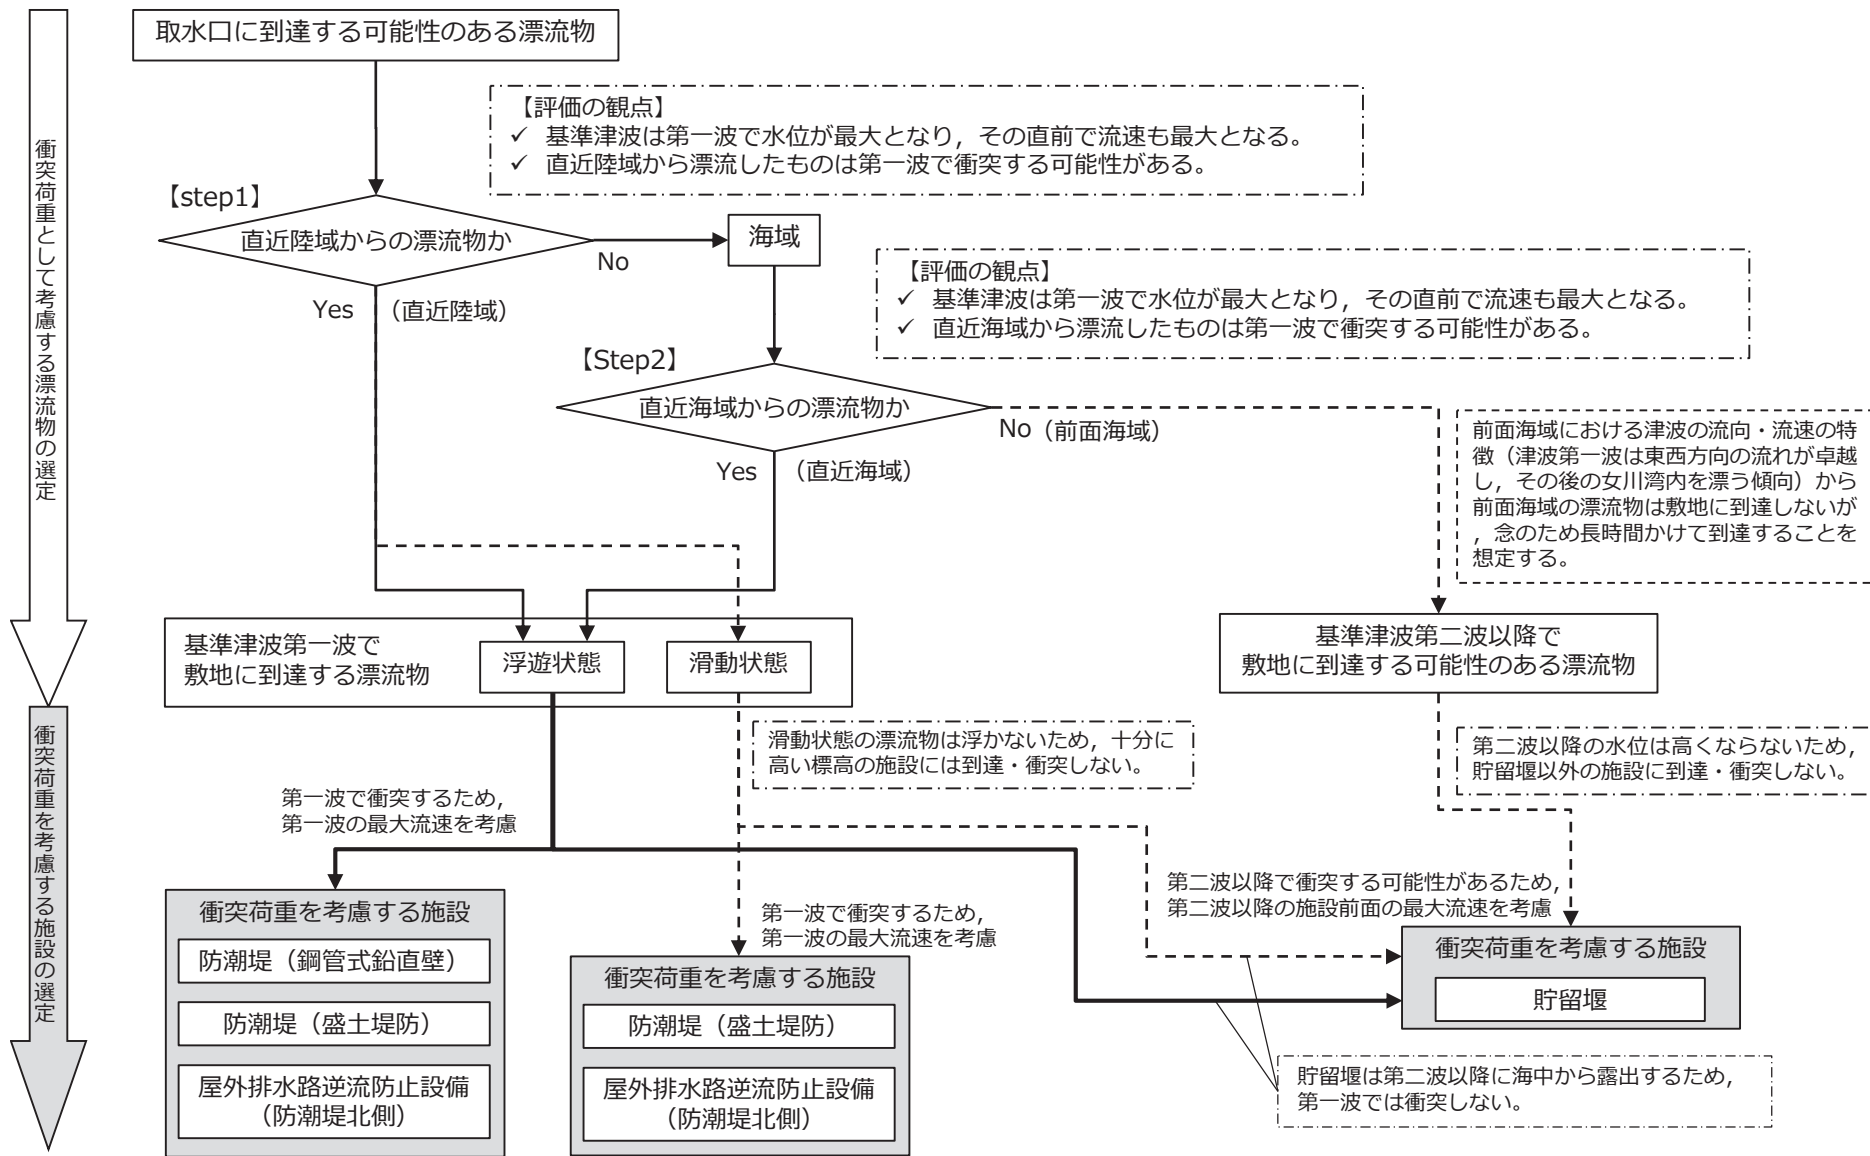 衝突荷重として考慮する漂流物の選定
取水口に到達する可能性のある漂流物
【評価の観点】
✓ 基準津波は第一波で水位が最大となり，その直前で流速も最大となる。
✓ 直近陸域から漂流したものは第一波で衝突する可能性がある。
【step1】
直近陸域からの漂流物か
No
海域
Yes （直近陸域）
【評価の観点】
✓ 基準津波は第一波で水位が最大となり，その直前で流速も最大となる。
✓ 直近海域から漂流したものは第一波で衝突する可能性がある。
【Step2】
直近海域からの漂流物か
No（前面海域）
Yes （直近海域）
前面海域における津波の流向・流速の特
徴（津波第一波は東西方向の流れが卓越
し，その後の女川湾内を漂う傾向）から
前面海域の漂流物は敷地に到達しないが
，念のため長時間かけて到達することを
想定する。
基準津波第一波で
敷地に到達する漂流物
浮遊状態
滑動状態
基準津波第二波以降で
敷地に到達する可能性のある漂流物
衝突荷重を考慮する施設の選定
滑動状態の漂流物は浮かないため，十分に
高い標高の施設には到達・衝突しない。
第二波以降の水位は高くならないため，
貯留堰以外の施設に到達・衝突しない。
第一波で衝突するため，
第一波の最大流速を考慮
第一波で衝突するため，
第一波の最大流速を考慮
第二波以降で衝突する可能性があるため，
第二波以降の施設前面の最大流速を考慮
衝突荷重を考慮する施設
防潮堤（鋼管式鉛直壁）
防潮堤（盛土堤防）
屋外排水路逆流防止設備
（防潮堤北側）
衝突荷重を考慮する施設
防潮堤（盛土堤防）
屋外排水路逆流防止設備
（防潮堤北側）
衝突荷重を考慮する施設
貯留堰
貯留堰は第二波以降に海中から露出するため，
第一波では衝突しない。